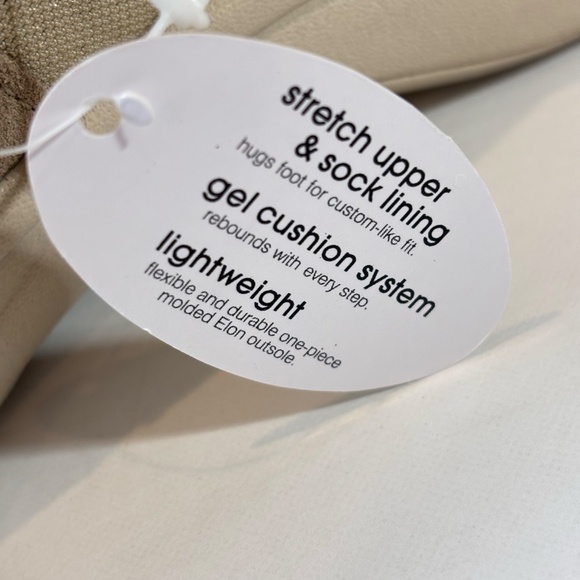 stretch upper
& sock lining
hugs foot for custom-like fit.
gel cushion system
rebounds with every step.
lightweight
flexible and durable one-piece
molded Elon outsole.